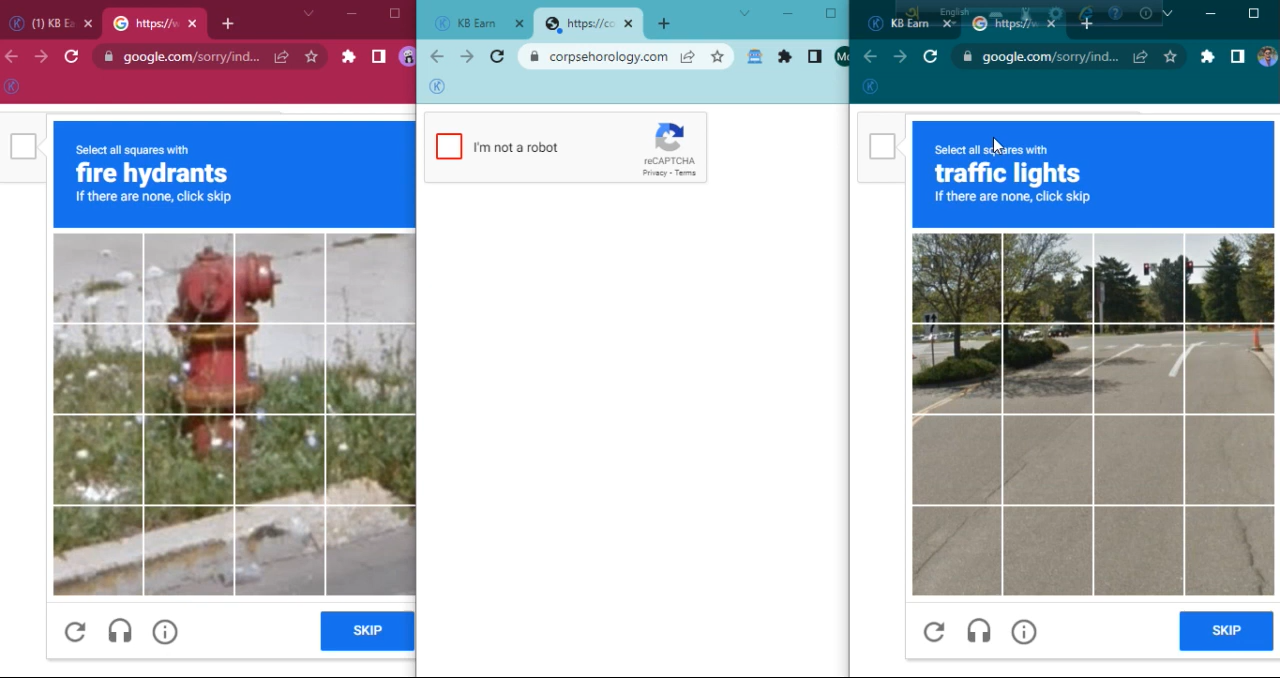 (1) KB Ea
https://w
google.com/sorry/ind...
Select all squares with
fire hydrants
If there are none, click skip
SKIP
KB Earn
https://co
corpsehorology.com
Mo
I'm not a robot
reCAPTCHA
Privacy - Terms
English
KB Earn
https://w
google.com/sorry/ind...
Select all squares with
traffic lights
If there are none, click skip
SKIP